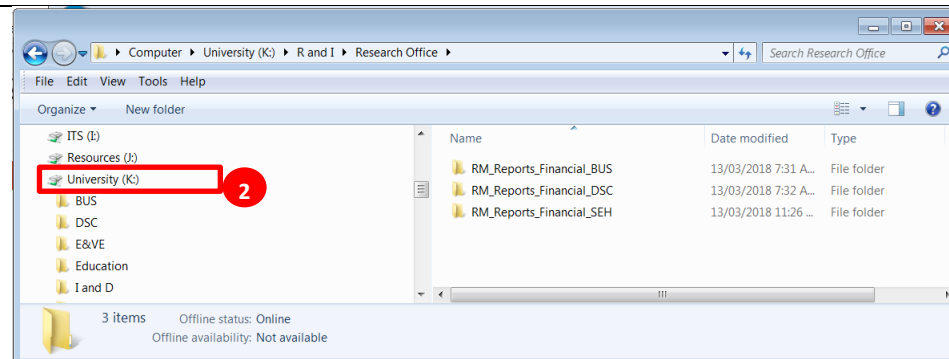 Computer ▸ University (K:) ▸ R and I ▸ Research Office ▸ Search Research Office
File Edit View Tools Help
Organize New folder
Name Date modified Type
ITS (I:)
Resources (J:)
University (K:)
2
BUS
DSC
E&VE
Education
I and D
RM_Reports_Financial_BUS 13/03/2018 7:31 A... File folder
RM_Reports_Financial_DSC 13/03/2018 7:32 A... File folder
RM_Reports_Financial_SEH 13/03/2018 11:26 ... File folder
3 items Offline status: Online
Offline availability: Not available